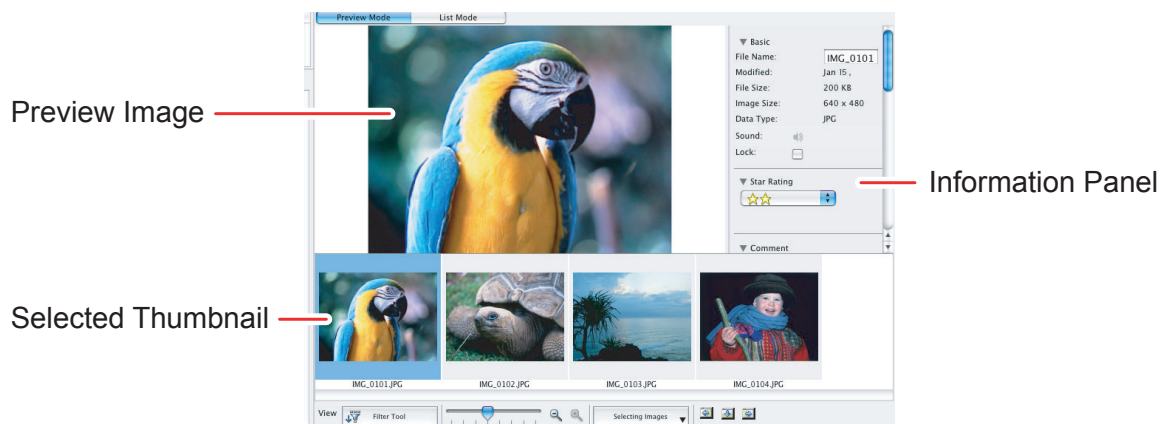 Preview Mode
List Mode
Basic
File Name: IMG_0101
Modified: Jan 15 ,
File Size: 200 KB
Image Size: 640 x 480
Data Type: JPG
Sound:
Lock:
Star Rating
Comment
Preview Image
Information Panel
Selected Thumbnail
IMG_0101.JPG
IMG_0102.JPG
IMG_0103.JPG
IMG_0104.JPG
View
Filter Tool
Selecting Images